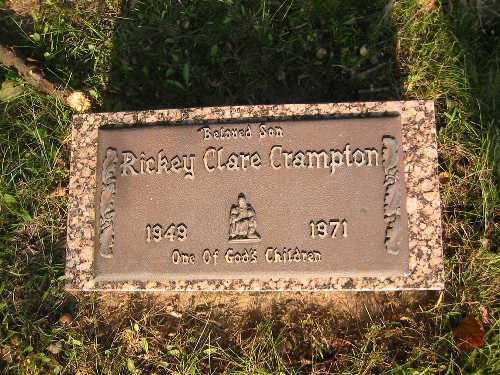 Beloved Son
Rickey Clare Crampton
1949 1971
One Of God's Children